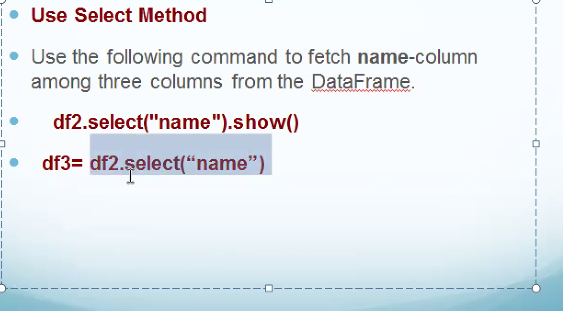 Use Select Method
Use the following command to fetch name-column
among three columns from the DataFrame.
df2.select("name").show()
df3= df2.select(“name”)